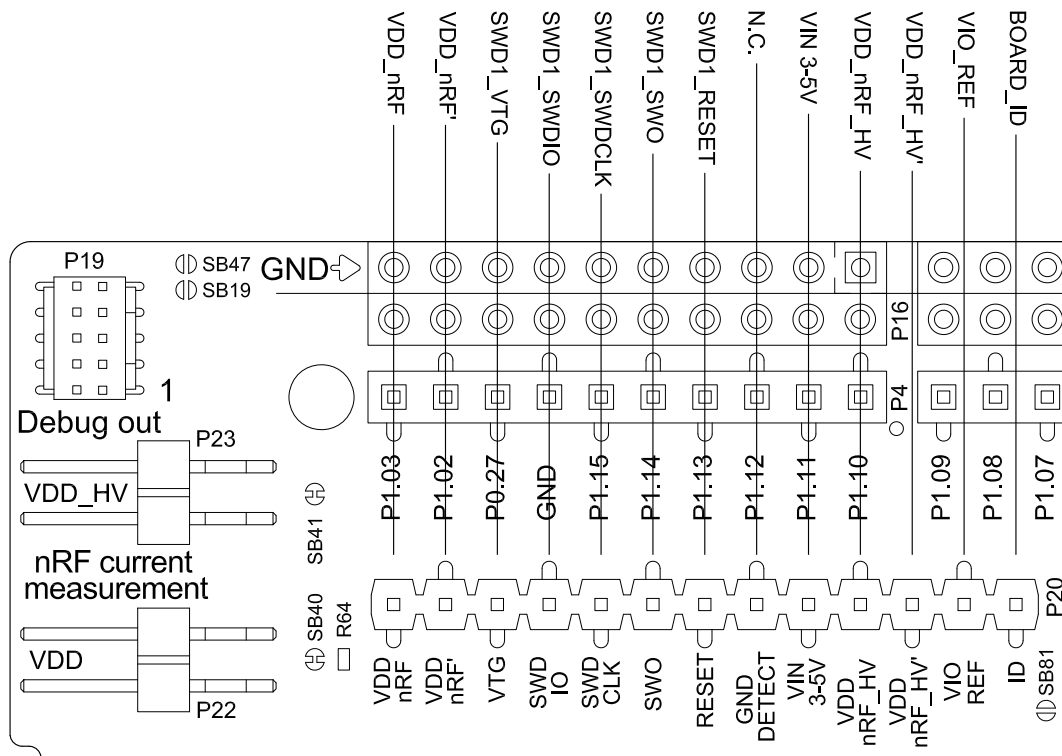 VDD_nRF
VDD_nRF'
SWD1_VTG
SWD1_SWDIO
SWD1_SWDCLK
SWD1_SWO
SWD1_RESET
N.C.
VIN 3-5V
VDD_nRF_HV
VDD_nRF_HV'
VIO_REF
BOARD_ID
P19
SB47
SB19
GND
P16
1
Debug out
P4
P23
VDD_HV
SB41
P1.03
P1.02
P0.27
GND
P1.15
P1.14
P1.13
P1.12
P1.11
P1.10
P1.09
P1.08
P1.07
nRF current
measurement
SB40
R64
P20
VDD
P22
VDD
nRF
VDD
nRF'
VTG
SWD
IO
SWD
CLK
SWO
RESET
GND
DETECT
VIN
3-5V
VDD
nRF_HV
VDD
nRF_HV'
VIO
REF
ID
SB81